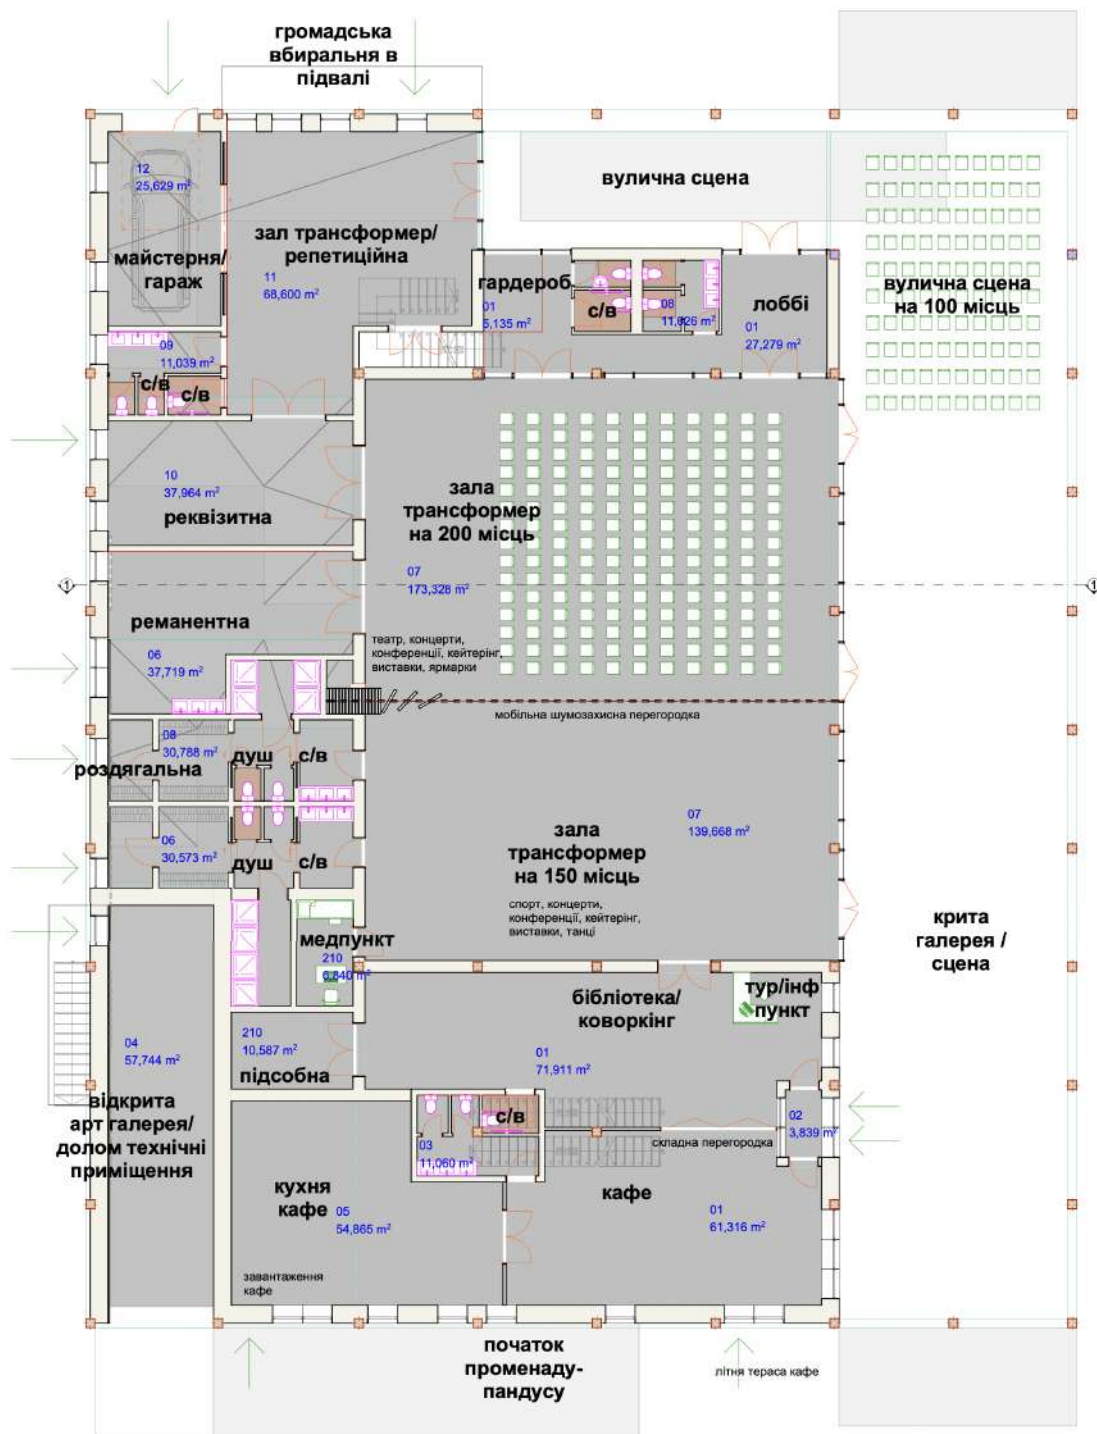 громадська
вбиральня в
підвалі
12
25,629 m²
майстерня/
гараж
зал трансформер/
репетиційна
11
68,600 m²
вулична сцена
гардероб
01
5,135 m²
с/в
08
11,026 m²
лоббі
01
27,279 m²
вулична сцена
на 100 місць
09
11,039 m²
с/в
с/в
10
37,964 m²
реквізитна
зала
трансформер
на 200 місць
07
173,328 m²
1
1
театр, концерти,
конференції, кейтерінг,
виставки, ярмарки
реманентна
06
37,719 m²
мобільна шумозахисна перегородка
08
30,788 m²
роздягальна
душ
с/в
06
30,573 m²
душ
с/в
07
139,668 m²
зала
трансформер
на 150 місць
спорт, концерти,
конференції, кейтерінг,
виставки, танці
крита
галерея /
сцена
медпункт
210
6,840 m²
бібліотека/
коворкінг
тур/інф
пункт
04
57,744 m²
210
10,587 m²
підсобна
01
71,911 m²
відкрита
арт галерея/
долом технічні
приміщення
с/в
03
11,060 m²
02
3,839 m²
складна перегородка
кухня
кафе
05
54,865 m²
кафе
01
61,316 m²
завантаження
кафе
початок
променаду-
пандусу
літня тераса кафе